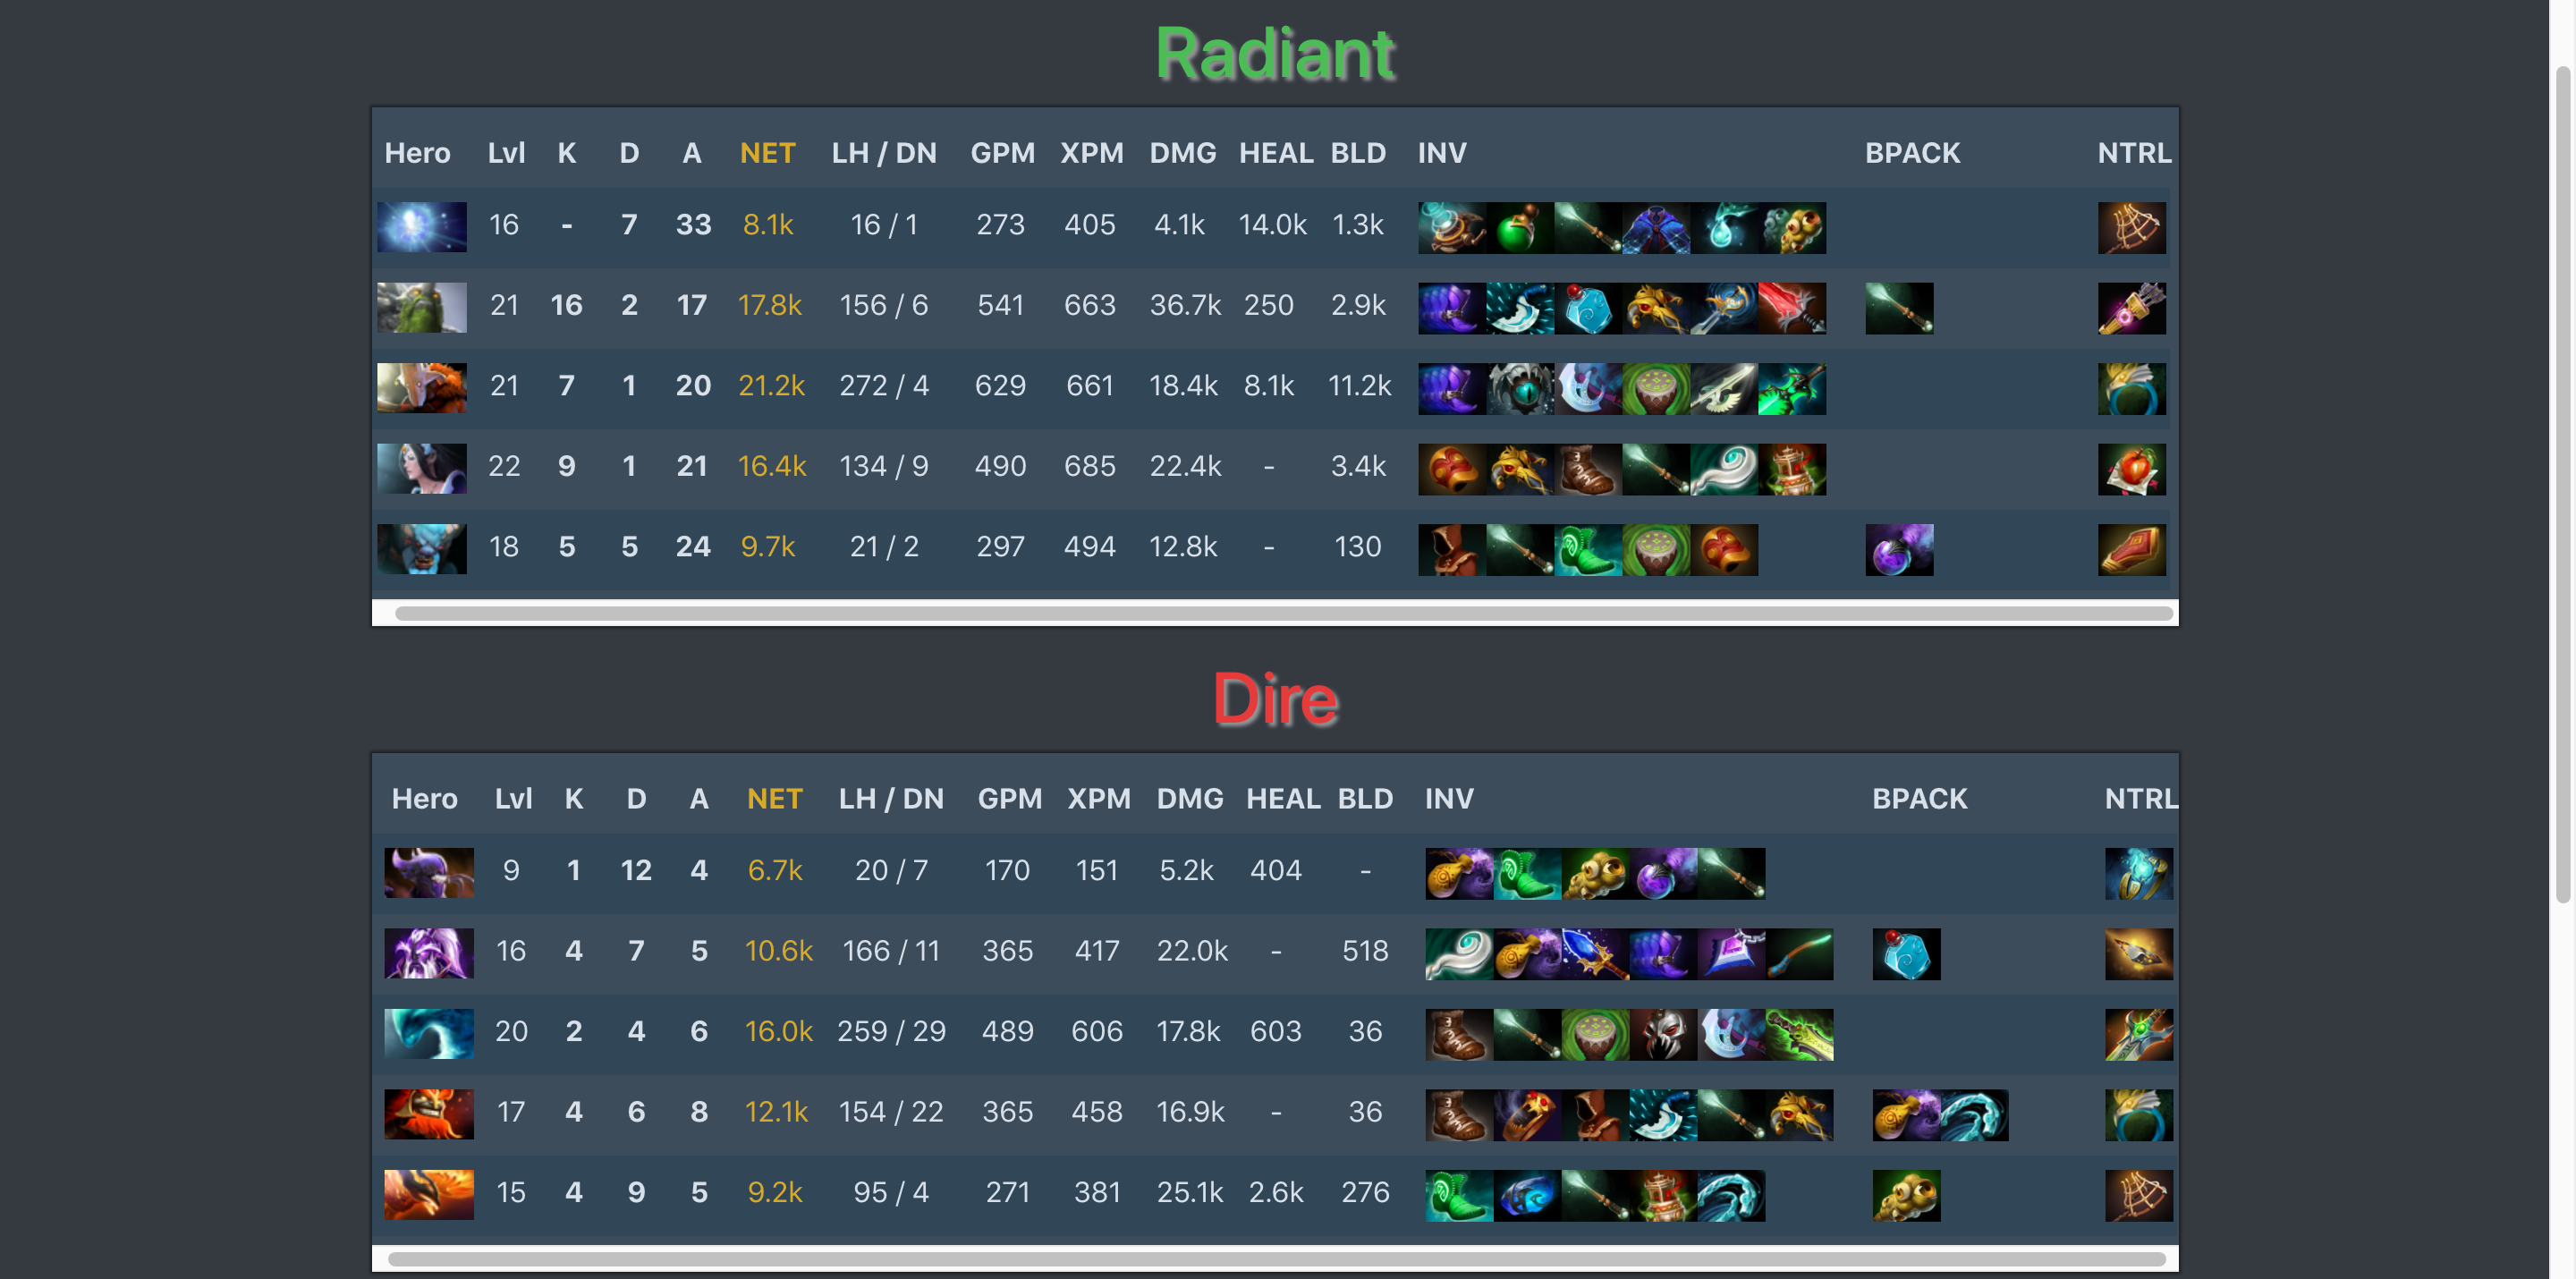 Radiant
Hero Lvl K D A NET LH / DN GPM XPM DMG HEAL BLD INV BPACK NTRL
16 - 7 33 8.1k 16 / 1 273 405 4.1k 14.0k 1.3k
21 16 2 17 17.8k 156 / 6 541 663 36.7k 250 2.9k
21 7 1 20 21.2k 272 / 4 629 661 18.4k 8.1k 11.2k
22 9 1 21 16.4k 134 / 9 490 685 22.4k - 3.4k
18 5 5 24 9.7k 21 / 2 297 494 12.8k - 130
Dire
Hero Lvl K D A NET LH / DN GPM XPM DMG HEAL BLD INV BPACK NTRL
9 1 12 4 6.7k 20 / 7 170 151 5.2k 404 -
16 4 7 5 10.6k 166 / 11 365 417 22.0k - 518
20 2 4 6 16.0k 259 / 29 489 606 17.8k 603 36
17 4 6 8 12.1k 154 / 22 365 458 16.9k - 36
15 4 9 5 9.2k 95 / 4 271 381 25.1k 2.6k 276